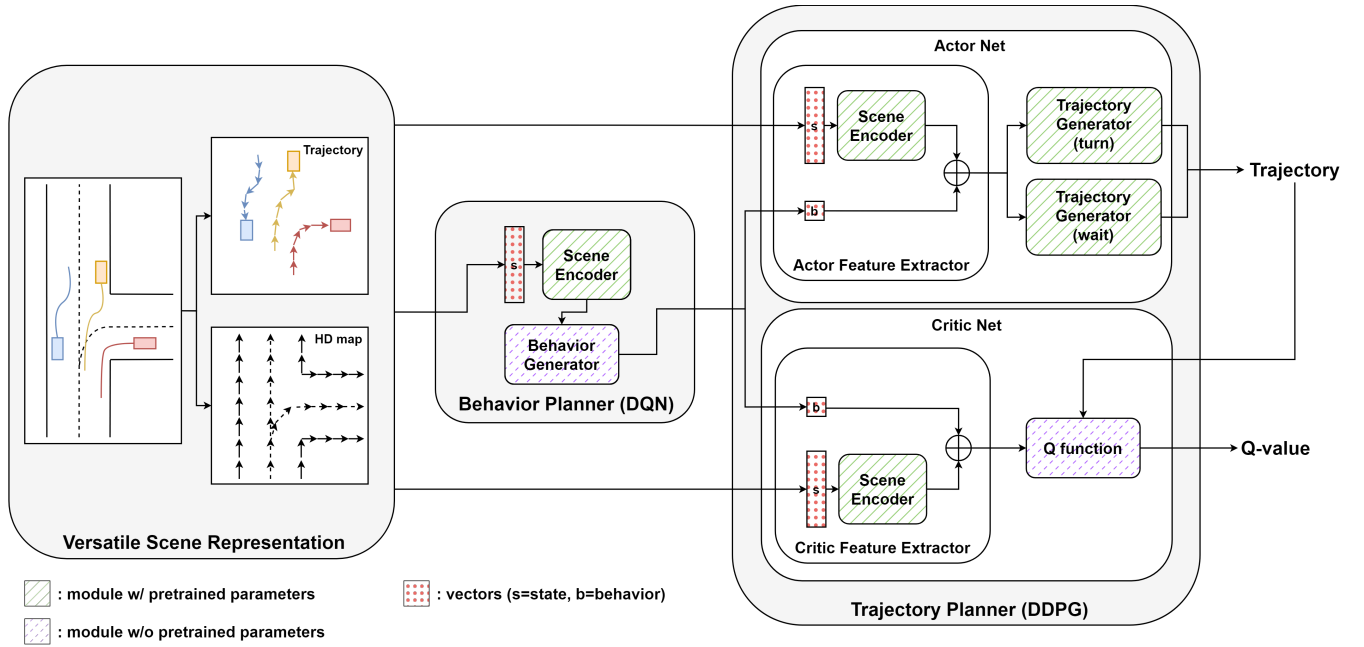 Trajectory
HD map
Versatile Scene Representation
s
Scene
Encoder
Behavior
Generator
Behavior Planner (DQN)
Actor Net
s
Scene
Encoder
b
Actor Feature Extractor
Trajectory
Generator
(turn)
Trajectory
Generator
(wait)
Trajectory
Critic Net
b
s
Scene
Encoder
Critic Feature Extractor
Q function
Q-value
Trajectory Planner (DDPG)
: module w/ pretrained parameters
: vectors (s=state, b=behavior)
: module w/o pretrained parameters